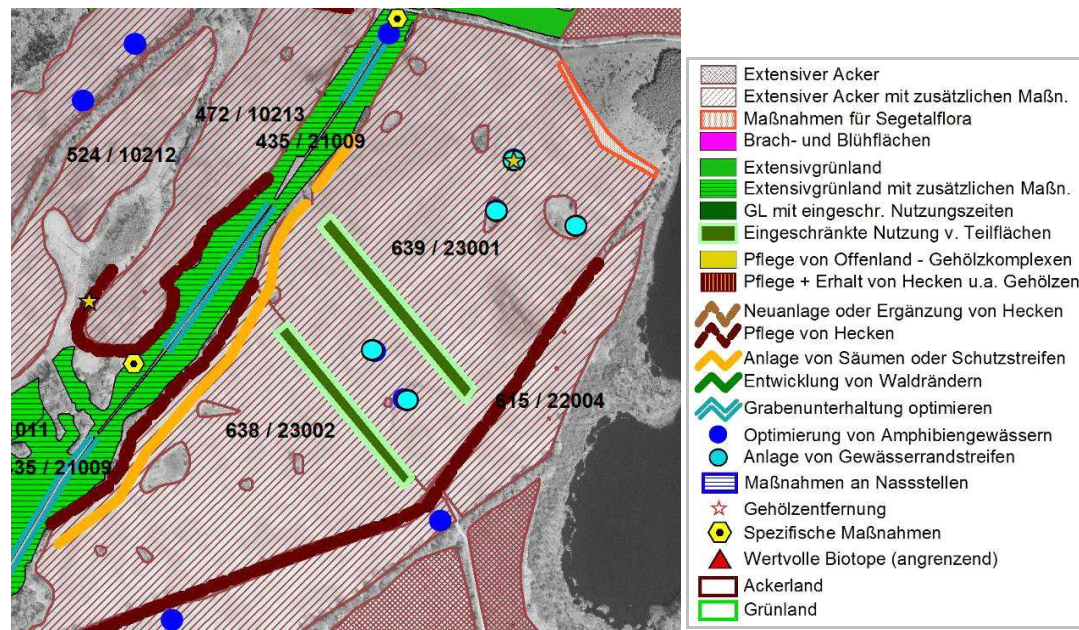 472 / 10213
435 / 21009
524 / 10212
639 / 23001
615 / 22004
638 / 23002
011
35 / 21009
Extensiver Acker
Extensiver Acker mit zusätzlichen Maßn.
Maßnahmen für Segetalflora
Brach- und Blühflächen
Extensivgrünland
Extensivgrünland mit zusätzlichen Maßn.
GL mit eingeschr. Nutzungszeiten
Eingeschränkte Nutzung v. Teilflächen
Pflege von Offenland - Gehölzkomplexen
Pflege + Erhalt von Hecken u.a. Gehölzen
Neuanlage oder Ergänzung von Hecken
Pflege von Hecken
Anlage von Säumen oder Schutzstreifen
Entwicklung von Waldrändern
Grabenunterhaltung optimieren
Optimierung von Amphibiengewässern
Anlage von Gewässerrandstreifen
Maßnahmen an Nassstellen
Gehölzentfernung
Spezifische Maßnahmen
Wertvolle Biotope (angrenzend)
Ackerland
Grünland